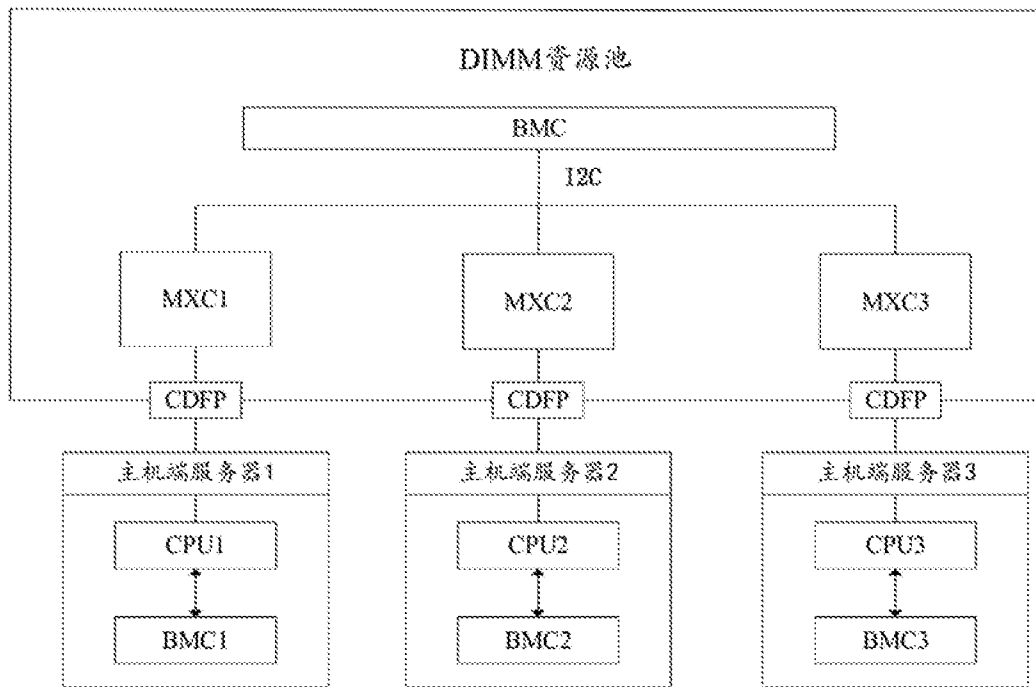 DIMM资源池
BMC
I2C
MXC1
MXC2
MXC3
CDFP
CDFP
CDFP
主机端服务器1
主机端服务器2
主机端服务器3
CPU1
CPU2
CPU3
BMC1
BMC2
BMC3